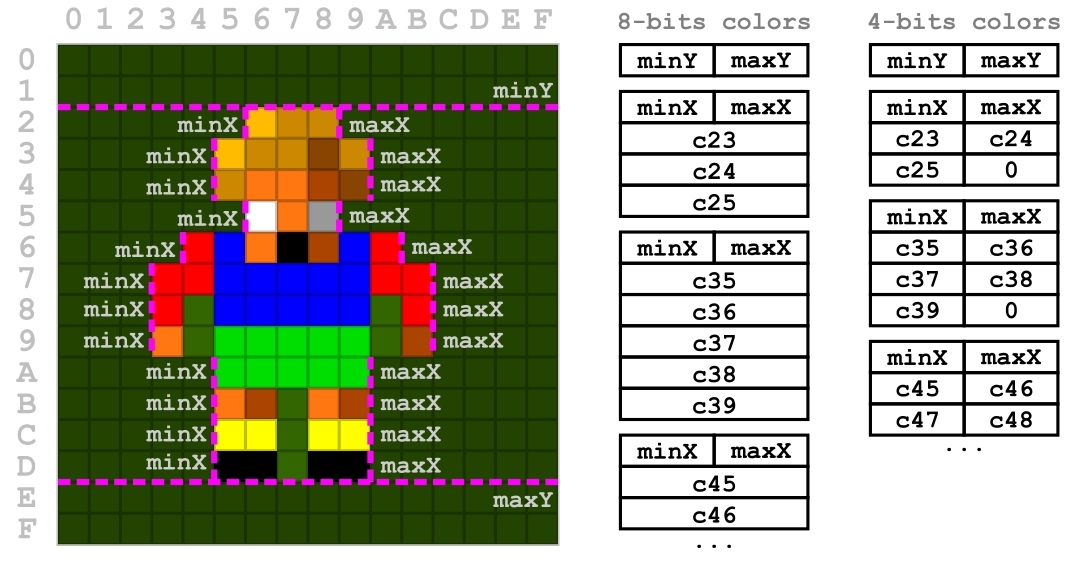 0 1 2 3 4 5 6 7 8 9 A B C D E F
0
1 minY
2 minX maxX
3 minX maxX
4 minX maxX
5 minX maxX
6 minX maxX
7 minX maxX
8 minX maxX
9 minX maxX
A minX maxX
B minX maxX
C minX maxX
D minX maxX
E maxY
F
8-bits colors
minY maxY
minX maxX
c23
c24
c25
minX maxX
c35
c36
c37
c38
c39
minX maxX
c45
c46
...
4-bits colors
minY maxY
minX maxX
c23 c24
c25 0
minX maxX
c35 c36
c37 c38
c39 0
minX maxX
c45 c46
c47 c48
...